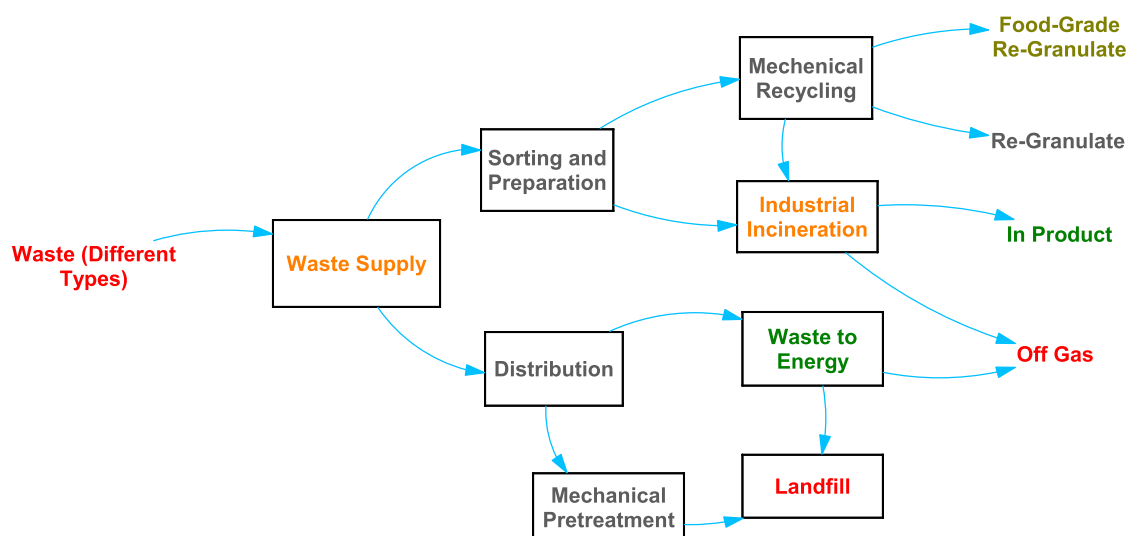 Food-Grade
Re-Granulate
Mechenical
Recycling
Re-Granulate
Sorting and
Preparation
Industrial
Incineration
In Product
Waste (Different
Types)
Waste Supply
Waste to
Energy
Off Gas
Distribution
Landfill
Mechanical
Pretreatment